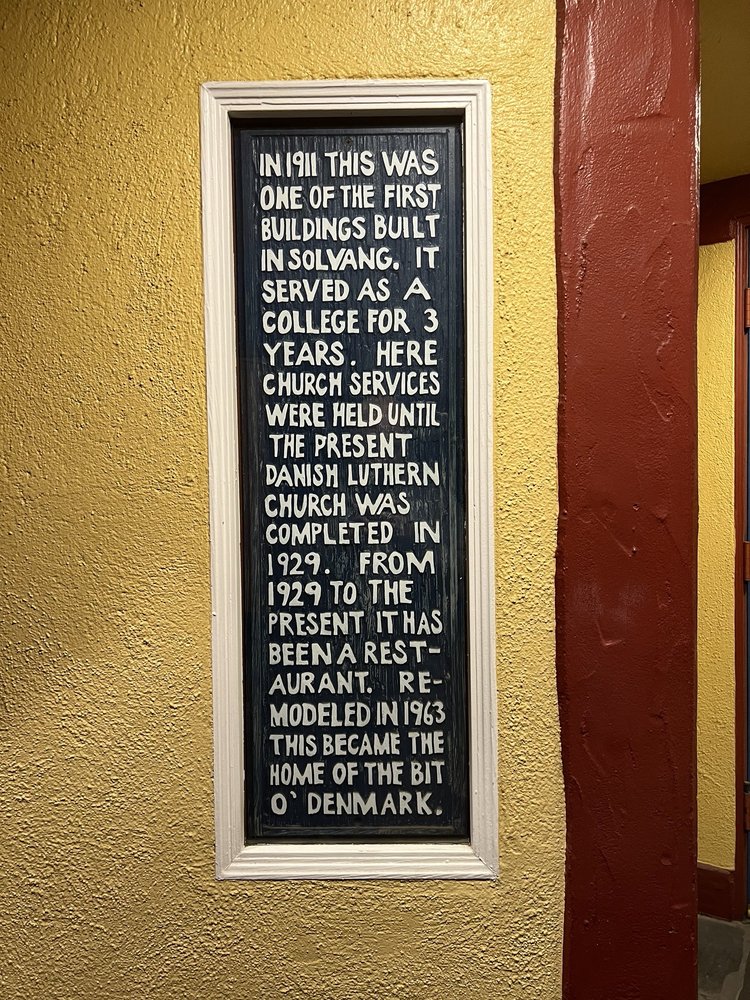 IN 1911 THIS WAS
ONE OF THE FIRST
BUILDINGS BUILT
IN SOLVANG. IT
SERVED AS A
COLLEGE FOR 3
YEARS. HERE
CHURCH SERVICES
WERE HELD UNTIL
THE PRESENT
DANISH LUTHERN
CHURCH WAS
COMPLETED IN
1929. FROM
1929 TO THE
PRESENT IT HAS
BEEN A REST-
AURANT. RE-
MODELED IN 1963
THIS BECAME THE
HOME OF THE BIT
O' DENMARK.